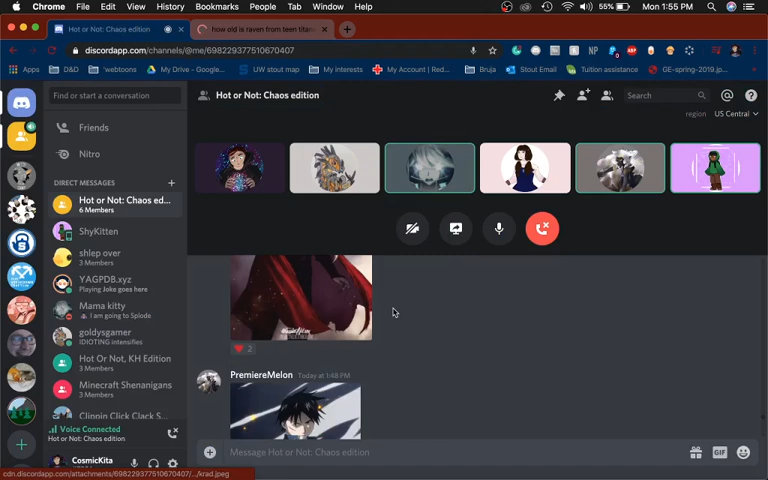 Chrome File Edit View History Bookmarks People Tab Window Help 55% Mon 1:55 PM
Hot or Not: Chaos edition
how old is raven from teen titan
discordapp.com/channels/@me/698229377510670407
Apps D&D *webtoons My Drive - Google... UW stout map My interests My Account | Red... Bruja Stout Email Tuition assistance GE-spring-2019.jp...
Find or start a conversation
Hot or Not: Chaos edition
Search
region US Central
Friends
Nitro
DIRECT MESSAGES
Hot or Not: Chaos ed...
6 Members
ShyKitten
shlep over
3 Members
YAGPDB.xyz
Playing Joke goes here
Mama kitty
I am going to Splode
goldysgamer
IDIOTING intensifies
Hot Or Not, KH Edition
3 Members
Minecraft Shenanigans
3 Members
Clippin Click Clack S...
Voice Connected
Hot or Not: Chaos edition
CosmicKita
2
PremiereMelon Today at 1:48 PM
Message Hot or Not: Chaos edition
GIF
cdn.discordapp.com/attachments/698229377510670407/.../krad.jpeg